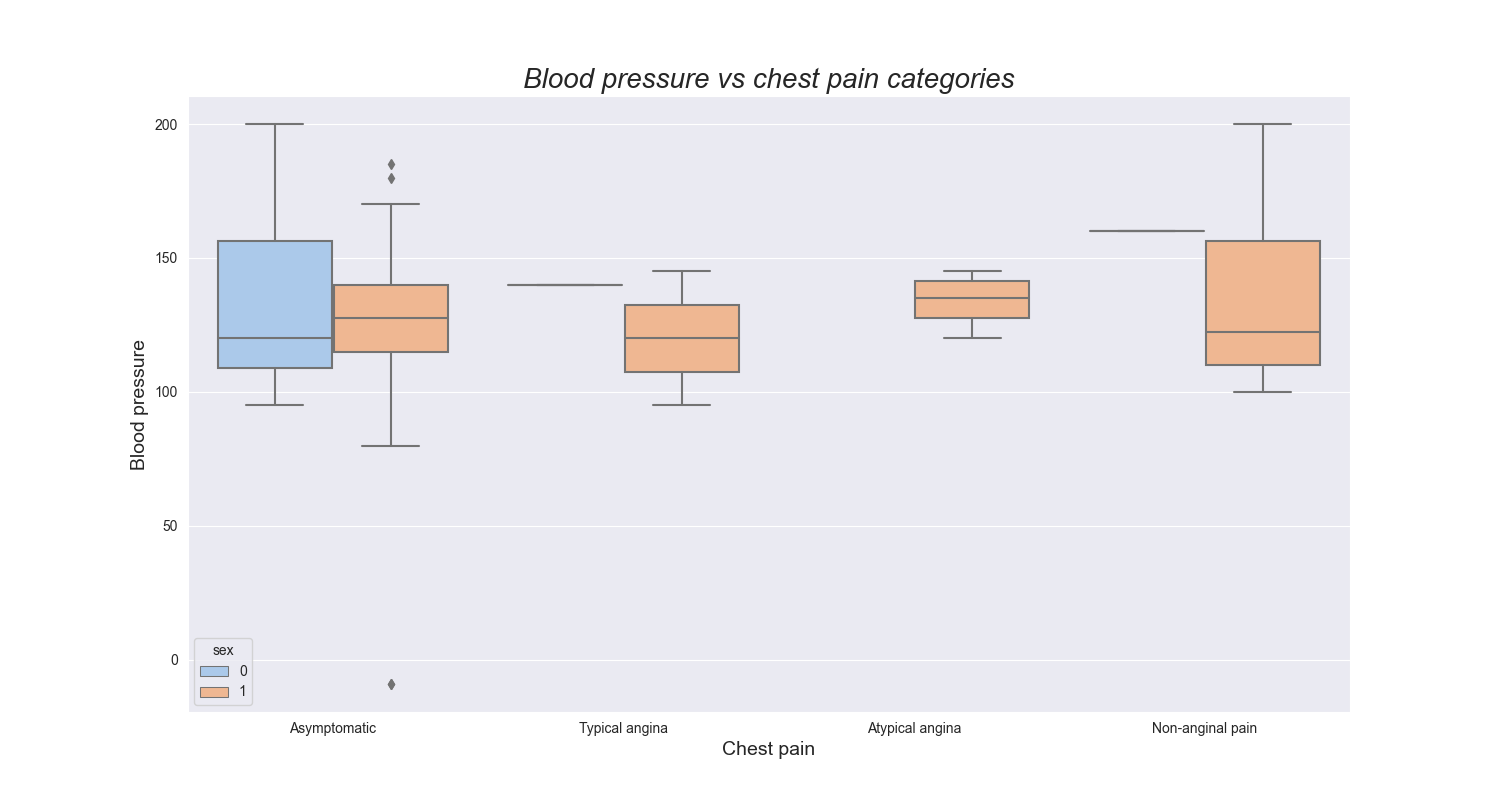 Blood pressure vs chest pain categories
200
150
100
50
0
Blood pressure
sex
0
1
Asymptomatic
Typical angina
Atypical angina
Non-anginal pain
Chest pain